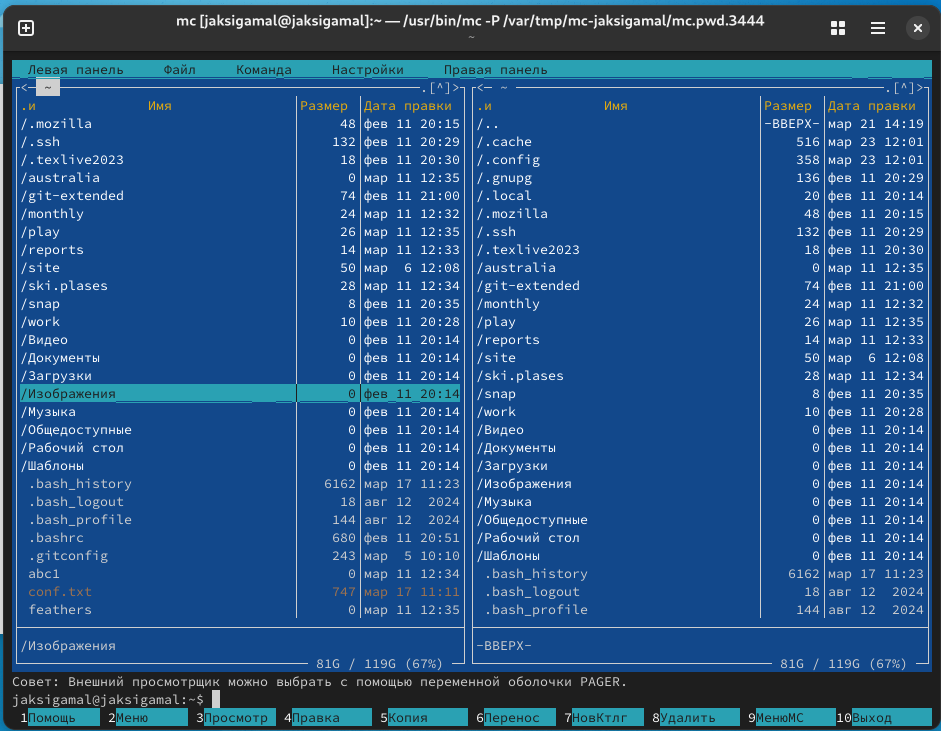 mc [jaksigamal@jaksigamal]:~ — /usr/bin/mc -P /var/tmp/mc-jaksigamal/mc.pwd.3444
~
Левая панель Файл Команда Настройки Правая панель
<─ ~ .[^]> <─ ~ .[^]>
.и Имя Размер Дата правки .и Имя Размер Дата правки
/.mozilla 48 фев 11 20:15 /.. -ВВЕРХ- мар 21 14:19
/.ssh 132 фев 11 20:29 /.cache 516 мар 23 12:01
/.texlive2023 18 фев 11 20:30 /.config 358 мар 23 12:01
/australia 0 мар 11 12:35 /.gnupg 136 фев 11 20:29
/git-extended 74 фев 11 21:00 /.local 20 фев 11 20:14
/monthly 24 мар 11 12:32 /.mozilla 48 фев 11 20:15
/play 26 мар 11 12:35 /.ssh 132 фев 11 20:29
/reports 14 мар 11 12:33 /.texlive2023 18 фев 11 20:30
/site 50 мар 6 12:08 /australia 0 мар 11 12:35
/ski.plases 28 мар 11 12:34 /git-extended 74 фев 11 21:00
/snap 8 фев 11 20:35 /monthly 24 мар 11 12:32
/work 10 фев 11 20:28 /play 26 мар 11 12:35
/Видео 0 фев 11 20:14 /reports 14 мар 11 12:33
/Документы 0 фев 11 20:14 /site 50 мар 6 12:08
/Загрузки 0 фев 11 20:14 /ski.plases 28 мар 11 12:34
/Изображения 0 фев 11 20:14 /snap 8 фев 11 20:35
/Музыка 0 фев 11 20:14 /work 10 фев 11 20:28
/Общедоступные 0 фев 11 20:14 /Видео 0 фев 11 20:14
/Рабочий стол 0 фев 11 20:14 /Документы 0 фев 11 20:14
/Шаблоны 0 фев 11 20:14 /Загрузки 0 фев 11 20:14
.bash_history 6162 мар 17 11:23 /Изображения 0 фев 11 20:14
.bash_logout 18 авг 12 2024 /Музыка 0 фев 11 20:14
.bash_profile 144 авг 12 2024 /Общедоступные 0 фев 11 20:14
.bashrc 680 фев 11 20:51 /Рабочий стол 0 фев 11 20:14
.gitconfig 243 мар 5 10:10 /Шаблоны 0 фев 11 20:14
abc1 0 мар 11 12:34 .bash_history 6162 мар 17 11:23
conf.txt 747 мар 17 11:11 .bash_logout 18 авг 12 2024
feathers 0 мар 11 12:35 .bash_profile 144 авг 12 2024
/Изображения -ВВЕРХ-
81G / 119G (67%) 81G / 119G (67%)
Совет: Внешний просмотрщик можно выбрать с помощью переменной оболочки PAGER.
jaksigamal@jaksigamal:~$
1Помощь 2Меню 3Просмотр 4Правка 5Копия 6Перенос 7НовКтлг 8Удалить 9МенюMC 10Выход